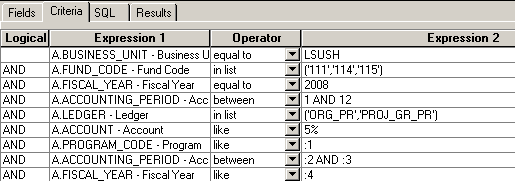 Fields Criteria SQL Results
Logical Expression 1 Operator Expression 2
A.BUSINESS_UNIT - Business U equal to LSUSH
AND A.FUND_CODE - Fund Code in list ('111','114','115')
AND A.FISCAL_YEAR - Fiscal Year equal to 2008
AND A.ACCOUNTING_PERIOD - Acc between 1 AND 12
AND A.LEDGER - Ledger in list ('ORG_PR','PROJ_GR_PR')
AND A.ACCOUNT - Account like 5%
AND A.PROGRAM_CODE - Program like :1
AND A.ACCOUNTING_PERIOD - Acc between :2 AND :3
AND A.FISCAL_YEAR - Fiscal Year like :4